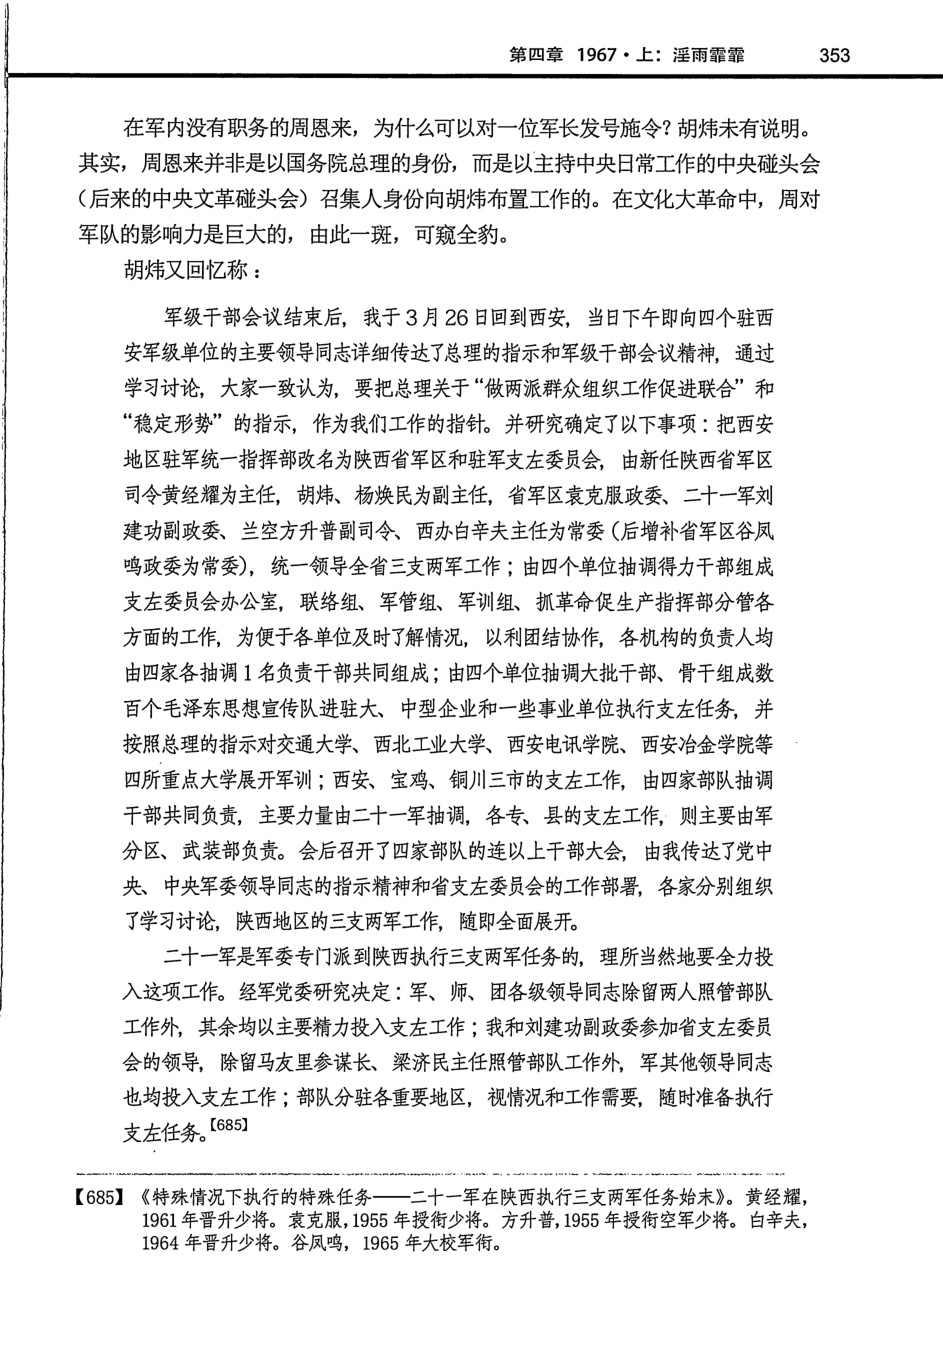 第四章 1967·上：淫雨霏霏 353
在军内没有职务的周恩来，为什么可以对一位军长发号施令？胡炜未有说明。
其实，周恩来并非是以国务院总理的身份，而是以主持中央日常工作的中央碰头会
（后来的中央文革碰头会）召集人身份向胡炜布置工作的。在文化大革命中，周对
军队的影响力是巨大的，由此一斑，可窥全豹。
胡炜又回忆称：
军级干部会议结束后，我于3月26日回到西安，当日下午即向四个驻西
安军级单位的主要领导同志详细传达了总理的指示和军级干部会议精神，通过
学习讨论，大家一致认为，要把总理关于“做两派群众组织工作促进联合”和
“稳定形势”的指示，作为我们工作的指针。并研究确定了以下事项：把西安
地区驻军统一指挥部改名为陕西省军区和驻军支左委员会，由新任陕西省军区
司令黄经耀为主任，胡炜、杨焕民为副主任，省军区袁克服政委、二十一军刘
建功副政委、兰空方升普副司令、西办白辛夫主任为常委（后增补省军区谷凤
鸣政委为常委），统一领导全省三支两军工作；由四个单位抽调得力干部组成
支左委员会办公室，联络组、军管组、军训组、抓革命促生产指挥部分管各
方面的工作，为便于各单位及时了解情况，以利团结协作，各机构的负责人均
由四家各抽调1名负责干部共同组成；由四个单位抽调大批干部、骨干组成数
百个毛泽东思想宣传队进驻大、中型企业和一些事业单位执行支左任务，并
按照总理的指示对交通大学、西北工业大学、西安电讯学院、西安冶金学院等
四所重点大学展开军训；西安、宝鸡、铜川三市的支左工作，由四家部队抽调
干部共同负责，主要力量由二十一军抽调，各专、县的支左工作，则主要由军
分区、武装部负责。会后召开了四家部队的连以上干部大会，由我传达了党中
央、中央军委领导同志的指示精神和省支左委员会的工作部署，各家分别组织
了学习讨论，陕西地区的三支两军工作，随即全面展开。
二十一军是军委专门派到陕西执行三支两军任务的，理所当然地要全力投
入这项工作。经军党委研究决定：军、师、团各级领导同志除留两人照管部队
工作外，其余均以主要精力投入支左工作；我和刘建功副政委参加省支左委员
会的领导，除留马友里参谋长、梁济民主任照管部队工作外，军其他领导同志
也均投入支左工作；部队分驻各重要地区，视情况和工作需要，随时准备执行
支左任务。【685】
【685】《特殊情况下执行的特殊任务——二十一军在陕西执行三支两军任务始末》。黄经耀，
1961年晋升少将。袁克服，1955年授衔少将。方升普，1955年授衔空军少将。白辛夫，
1964年晋升少将。谷凤鸣，1965年大校军衔。